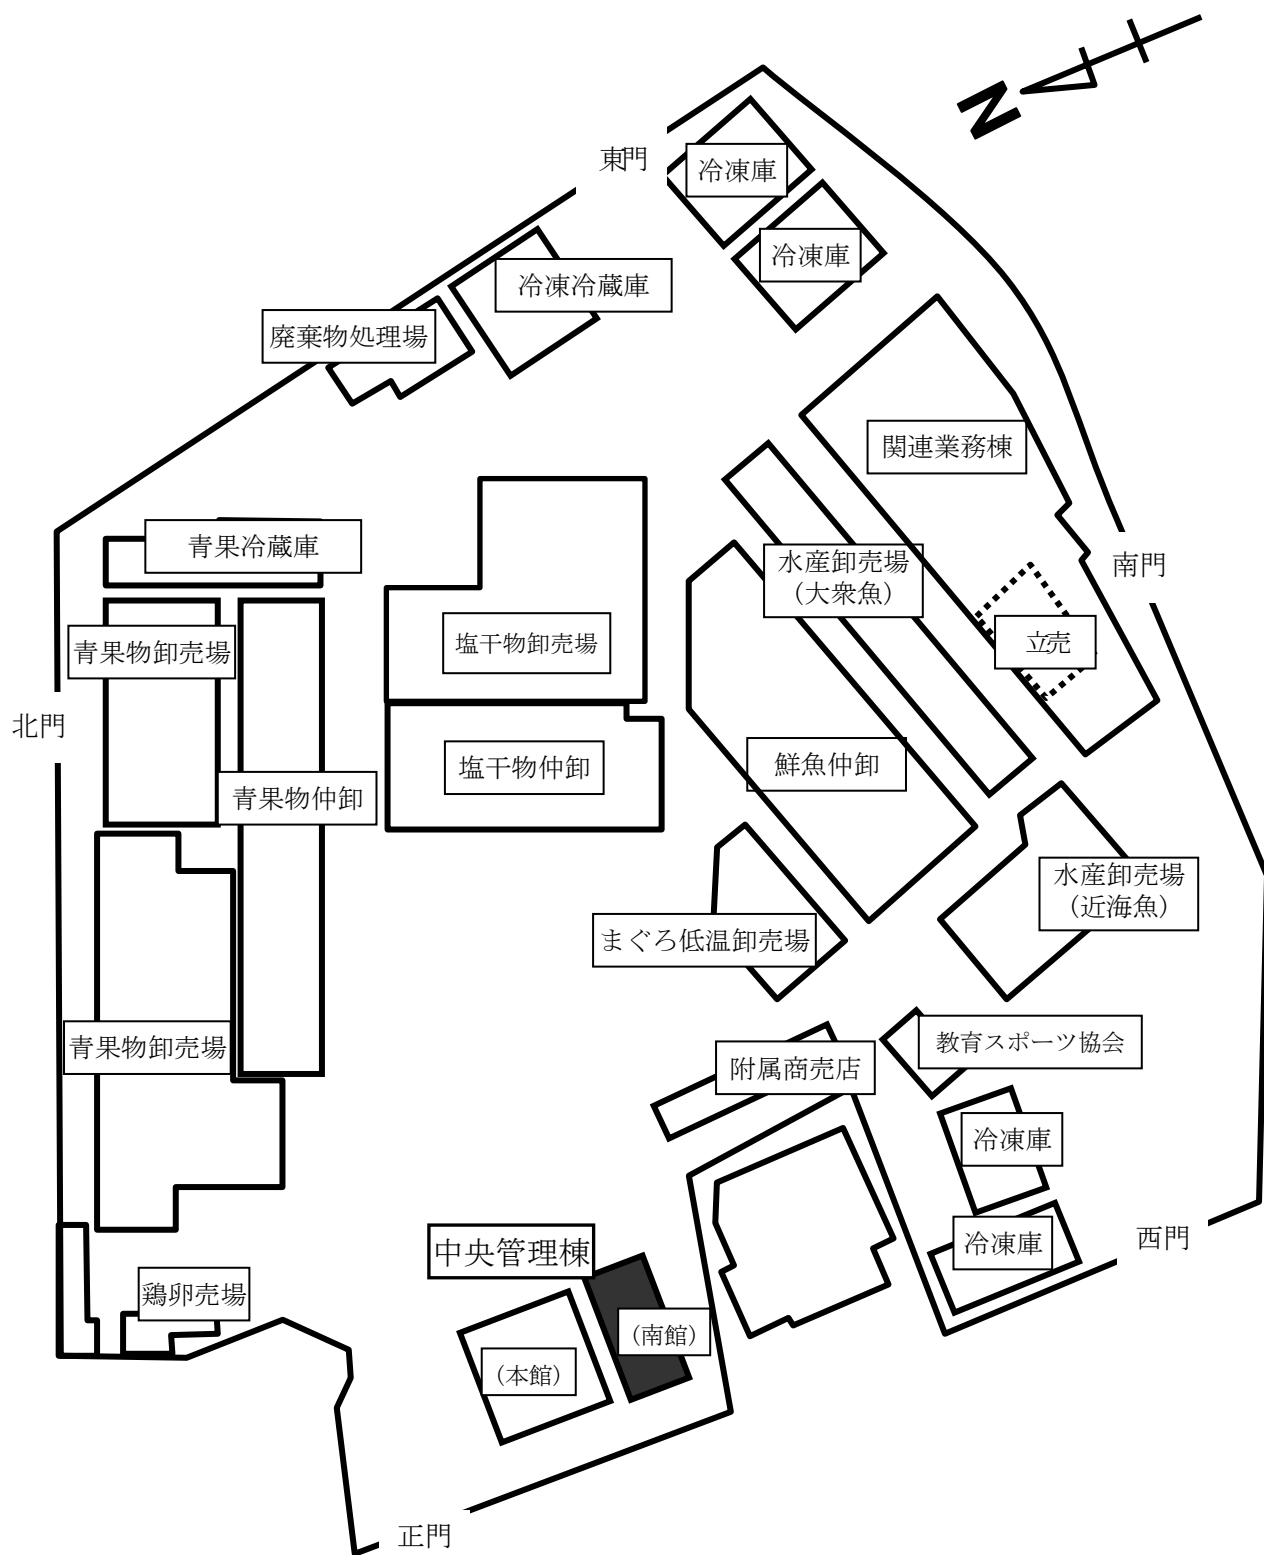 N
東門
冷凍庫
冷凍庫
冷凍冷蔵庫
廃棄物処理場
関連業務棟
青果冷蔵庫
水産卸売場
（大衆魚）
南門
青果物卸売場
塩干物卸売場
立売
北門
塩干物仲卸
鮮魚仲卸
青果物仲卸
水産卸売場
（近海魚）
まぐろ低温卸売場
青果物卸売場
教育スポーツ協会
附属商売店
冷凍庫
冷凍庫
西門
中央管理棟
鶏卵売場
（南館）
（本館）
正門